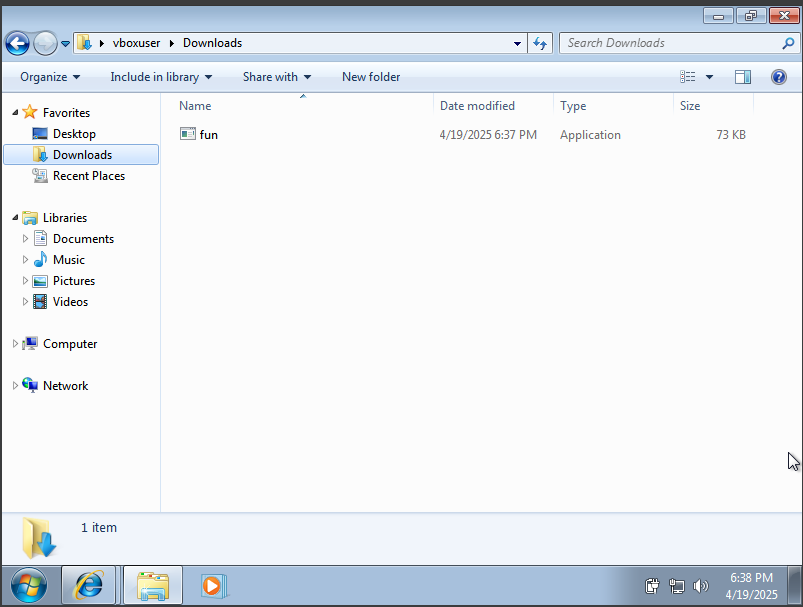 vboxuser Downloads
Search Downloads
Organize Include in library Share with New folder
Name Date modified Type Size
fun 4/19/2025 6:37 PM Application 73 KB
Favorites
Desktop
Downloads
Recent Places
Libraries
Documents
Music
Pictures
Videos
Computer
Network
1 item
6:38 PM
4/19/2025